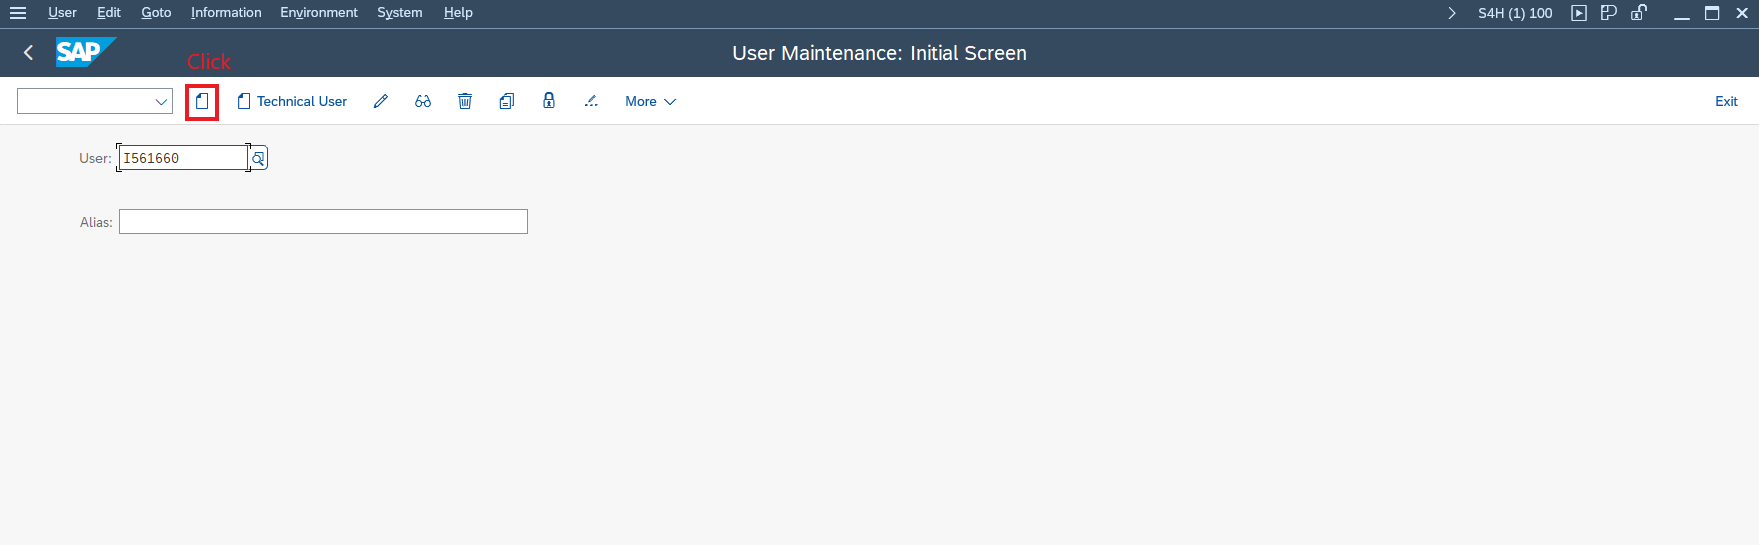 User Edit Goto Information Environment System Help S4H (1) 100
SAP User Maintenance: Initial Screen
Click
Technical User More Exit
User: I561660
Alias: